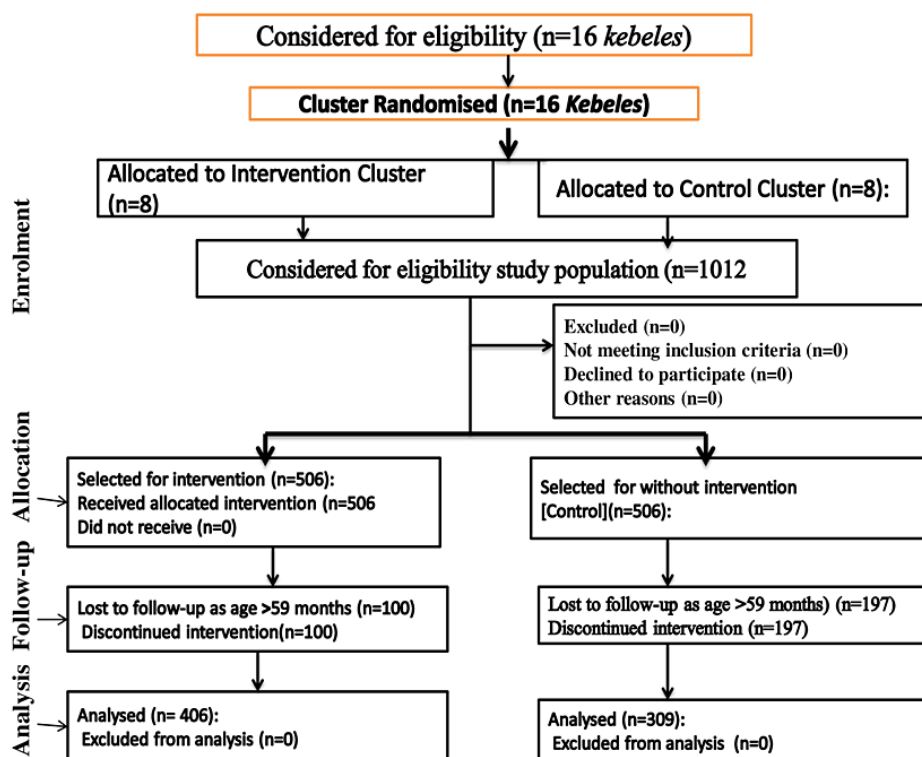 Considered for eligibility (n=16 kebeles)
Cluster Randomised (n=16 Kebeles)
Allocated to Intervention Cluster
(n=8)
Allocated to Control Cluster (n=8):
Enrolment
Considered for eligibility study population (n=1012
Excluded (n=0)
Not meeting inclusion criteria (n=0)
Declined to participate (n=0)
Other reasons (n=0)
Allocation
Selected for intervention (n=506):
Received allocated intervention (n=506
Did not receive (n=0)
Selected for without intervention
[Control](n=506):
Follow-up
Lost to follow-up as age >59 months (n=100)
Discontinued intervention(n=100)
Lost to follow-up as age >59 months) (n=197)
Discontinued intervention (n=197)
Analysis
Analysed (n= 406):
Excluded from analysis (n=0)
Analysed (n=309):
Excluded from analysis (n=0)